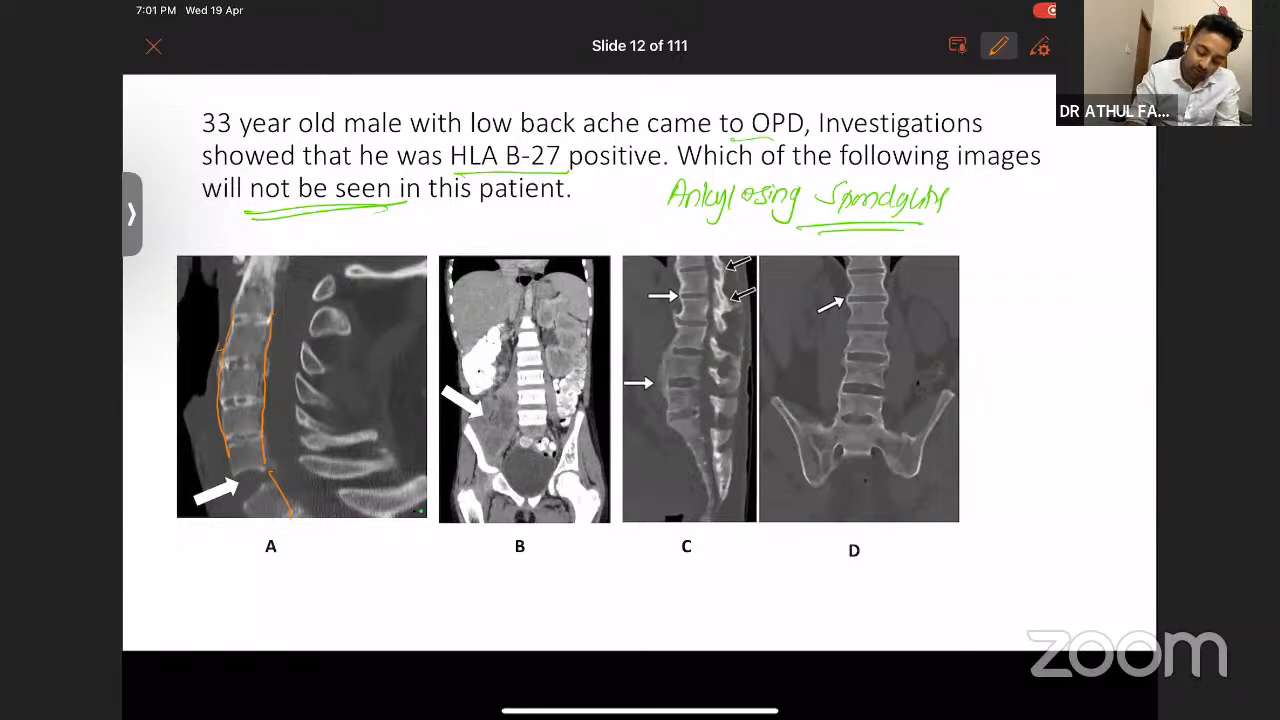 7:01 PM Wed 19 Apr
Slide 12 of 111
DR ATHUL FA...
33 year old male with low back ache came to OPD, Investigations
showed that he was HLA B-27 positive. Which of the following images
will not be seen in this patient.
Ankylosing
A
B
C
D
zoom